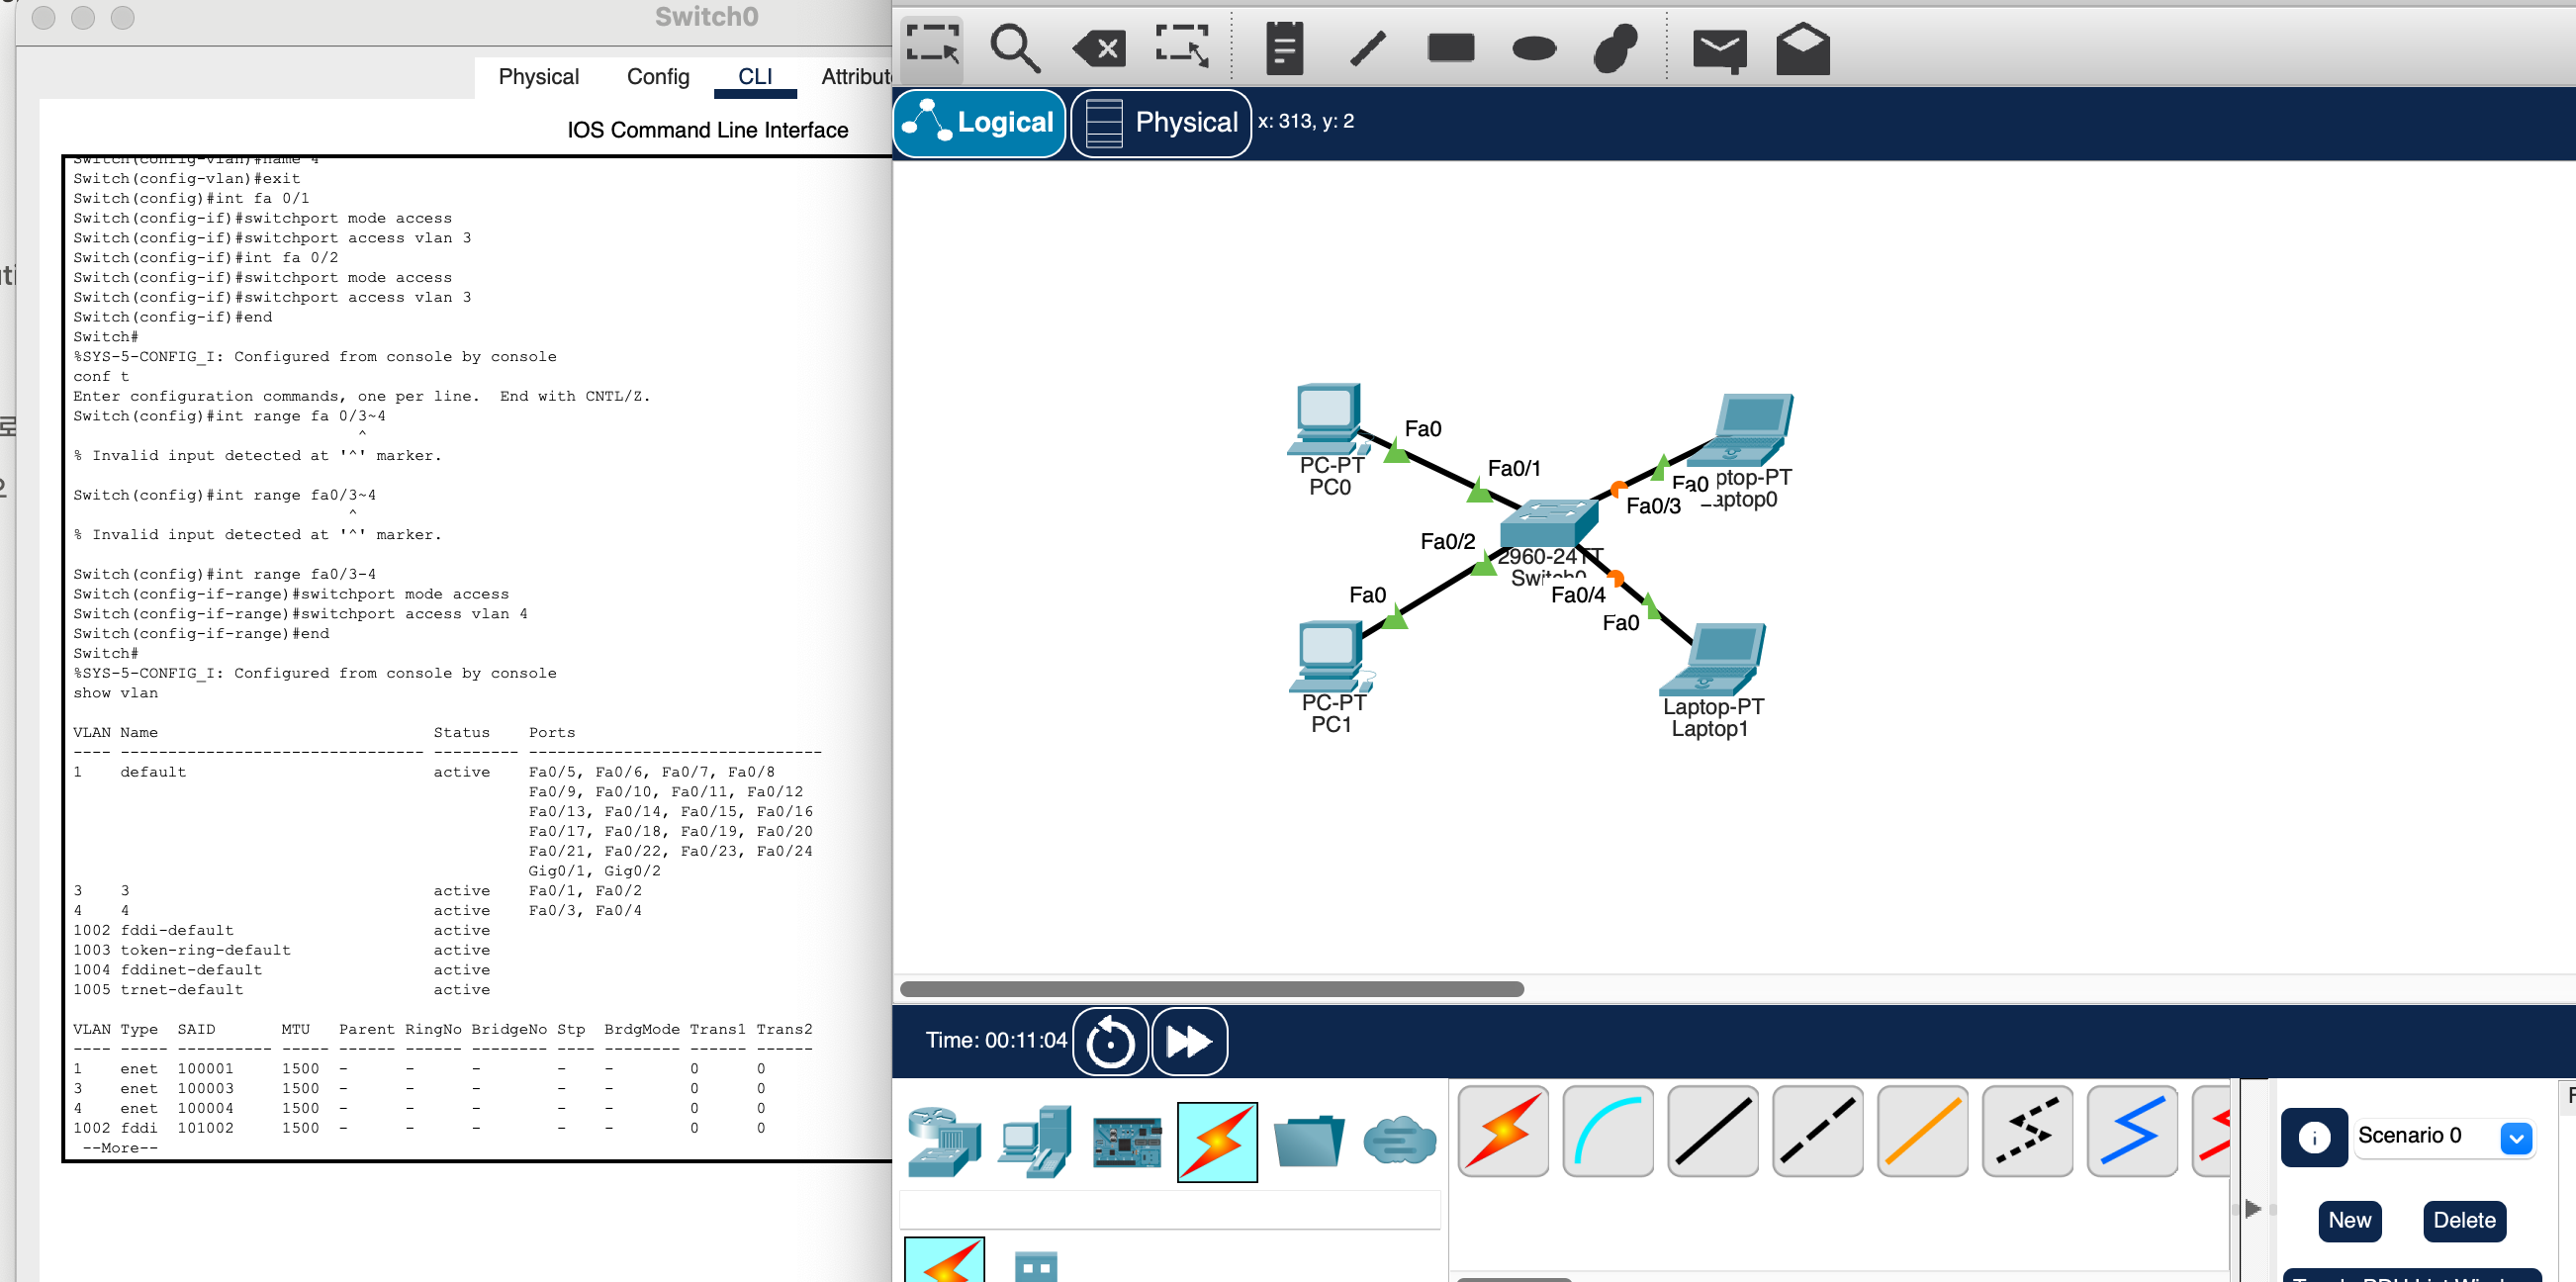 Switch0
Physical Config CLI
IOS Command Line Interface
Switch(config-vlan)#name 4
Switch(config-vlan)#exit
Switch(config)#int fa 0/1
Switch(config-if)#switchport mode access
Switch(config-if)#switchport access vlan 3
Switch(config-if)#int fa 0/2
Switch(config-if)#switchport mode access
Switch(config-if)#switchport access vlan 3
Switch(config-if)#end
Switch#
%SYS-5-CONFIG_I: Configured from console by console
conf t
Enter configuration commands, one per line.  End with CNTL/Z.
Switch(config)#int range fa 0/3~4
^
% Invalid input detected at '^' marker.
Switch(config)#int range fa0/3~4
^
% Invalid input detected at '^' marker.
Switch(config)#int range fa0/3-4
Switch(config-if-range)#switchport mode access
Switch(config-if-range)#switchport access vlan 4
Switch(config-if-range)#end
Switch#
%SYS-5-CONFIG_I: Configured from console by console
show vlan
VLAN Name                             Status    Ports
---- -------------------------------- --------- -------------------------------
1    default                          active    Fa0/5, Fa0/6, Fa0/7, Fa0/8
Fa0/9, Fa0/10, Fa0/11, Fa0/12
Fa0/13, Fa0/14, Fa0/15, Fa0/16
Fa0/17, Fa0/18, Fa0/19, Fa0/20
Fa0/21, Fa0/22, Fa0/23, Fa0/24
Gig0/1, Gig0/2
3    3                                active    Fa0/1, Fa0/2
4    4                                active    Fa0/3, Fa0/4
1002 fddi-default                     active
1003 token-ring-default               active
1004 fddinet-default                  active
1005 trnet-default                    active
VLAN Type  SAID       MTU   Parent RingNo BridgeNo Stp  BrdgMode Trans1 Trans2
---- ----- ---------- ----- ------ ------ -------- ---- -------- ------ ------
1    enet  100001     1500  -      -      -        -    -        0      0
3    enet  100003     1500  -      -      -        -    -        0      0
4    enet  100004     1500  -      -      -        -    -        0      0
1002 fddi  101002     1500  -      -      -        -    -        0      0
--More--
Logical Physical x: 313, y: 2
Fa0
PC-PT
PC0
Fa0/1
Fa0
Fa0/3
Fa0/2
2960-24TT
Switch0
Fa0
Fa0/4
Fa0
PC-PT
PC1
Laptop-PT
Laptop1
Time: 00:11:04
Scenario 0
New Delete